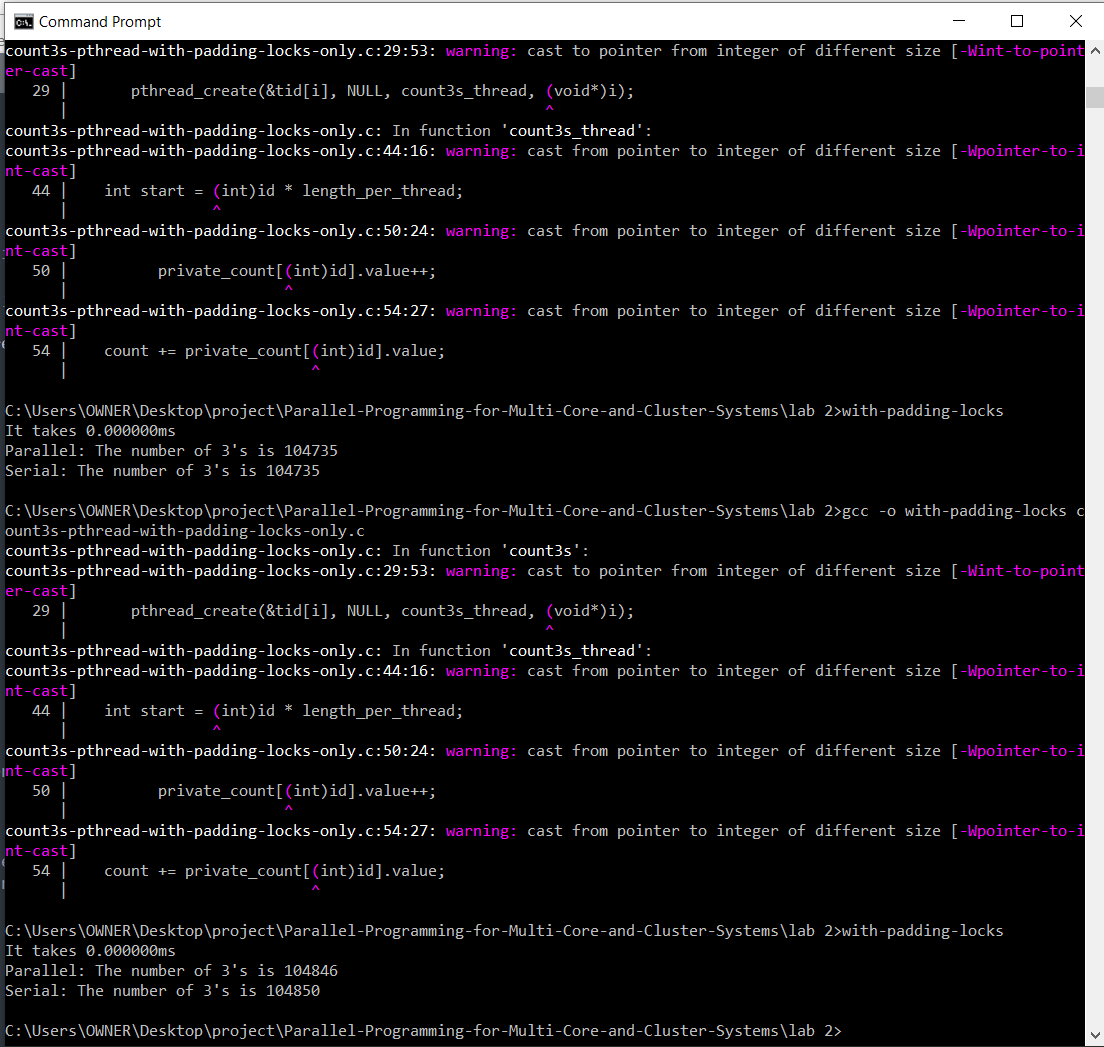 Command Prompt
count3s-pthread-with-padding-locks-only.c:29:53: warning: cast to pointer from integer of different size [-Wint-to-point
er-cast]
   29 |       pthread_create(&tid[i], NULL, count3s_thread, (void*)i);
      |                                                     ^
count3s-pthread-with-padding-locks-only.c: In function 'count3s_thread':
count3s-pthread-with-padding-locks-only.c:44:16: warning: cast from pointer to integer of different size [-Wpointer-to-i
nt-cast]
   44 |    int start = (int)id * length_per_thread;
      |                ^
count3s-pthread-with-padding-locks-only.c:50:24: warning: cast from pointer to integer of different size [-Wpointer-to-i
nt-cast]
   50 |          private_count[(int)id].value++;
      |                        ^
count3s-pthread-with-padding-locks-only.c:54:27: warning: cast from pointer to integer of different size [-Wpointer-to-i
nt-cast]
   54 |    count += private_count[(int)id].value;
      |                           ^
C:\Users\OWNER\Desktop\project\Parallel-Programming-for-Multi-Core-and-Cluster-Systems\lab 2>with-padding-locks
It takes 0.000000ms
Parallel: The number of 3's is 104735
Serial: The number of 3's is 104735
C:\Users\OWNER\Desktop\project\Parallel-Programming-for-Multi-Core-and-Cluster-Systems\lab 2>gcc -o with-padding-locks c
ount3s-pthread-with-padding-locks-only.c
count3s-pthread-with-padding-locks-only.c: In function 'count3s':
count3s-pthread-with-padding-locks-only.c:29:53: warning: cast to pointer from integer of different size [-Wint-to-point
er-cast]
   29 |       pthread_create(&tid[i], NULL, count3s_thread, (void*)i);
      |                                                     ^
count3s-pthread-with-padding-locks-only.c: In function 'count3s_thread':
count3s-pthread-with-padding-locks-only.c:44:16: warning: cast from pointer to integer of different size [-Wpointer-to-i
nt-cast]
   44 |    int start = (int)id * length_per_thread;
      |                ^
count3s-pthread-with-padding-locks-only.c:50:24: warning: cast from pointer to integer of different size [-Wpointer-to-i
nt-cast]
   50 |          private_count[(int)id].value++;
      |                        ^
count3s-pthread-with-padding-locks-only.c:54:27: warning: cast from pointer to integer of different size [-Wpointer-to-i
nt-cast]
   54 |    count += private_count[(int)id].value;
      |                           ^
C:\Users\OWNER\Desktop\project\Parallel-Programming-for-Multi-Core-and-Cluster-Systems\lab 2>with-padding-locks
It takes 0.000000ms
Parallel: The number of 3's is 104846
Serial: The number of 3's is 104850
C:\Users\OWNER\Desktop\project\Parallel-Programming-for-Multi-Core-and-Cluster-Systems\lab 2>